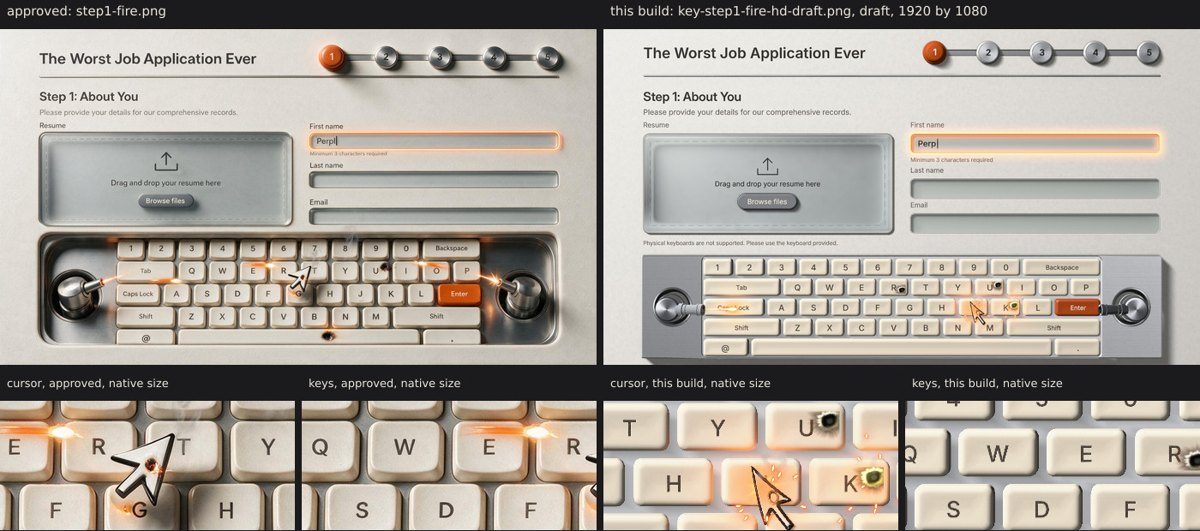 approved: step1-fire.png
The Worst Job Application Ever
1 2 3 4 5
Step 1: About You
Please provide your details for our comprehensive records.
Resume
First name
Perpl
Minimum 3 characters required
Drag and drop your resume here
Browse files
Last name
Email
1 2 3 4 5 6 7 8 9 0 Backspace
Tab Q W E R T Y U I O P
Caps Lock A S D F G H J K L Enter
Shift Z X C V B N M Shift
@ .
this build: key-step1-fire-hd-draft.png, draft, 1920 by 1080
The Worst Job Application Ever
1 2 3 4 5
Step 1: About You
Please provide your details for our comprehensive records.
Resume
First name
Perp
Minimum 3 characters required
Drag and drop your resume here
Browse files
Last name
Email
Physical keyboards are not supported. Please use the keyboard provided.
1 2 3 4 5 6 7 8 9 0 Backspace
Tab Q W E R T Y U I O P
Caps Lock A S D F G H K L Enter
Shift Z X C V B N M Shift
@ .
cursor, approved, native size
E R T Y
F G H
keys, approved, native size
Q W E R
S D F
cursor, this build, native size
T Y U I
H K
keys, this build, native size
Q W E R
S D F